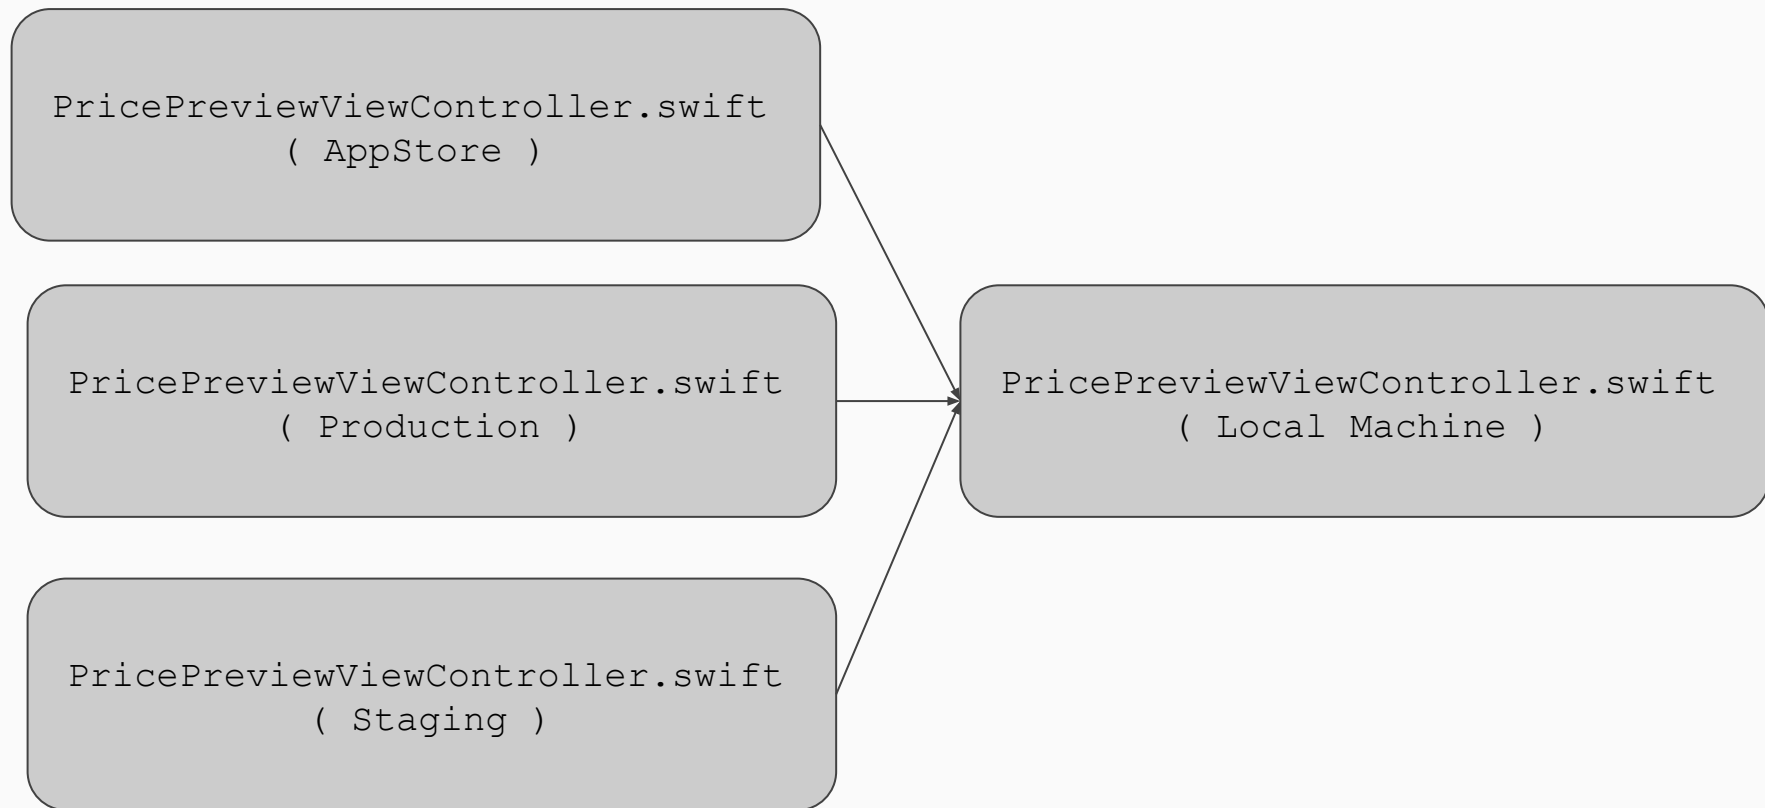 PricePreviewViewController.swift
( AppStore )
PricePreviewViewController.swift
( Production )
PricePreviewViewController.swift
( Local Machine )
PricePreviewViewController.swift
( Staging )